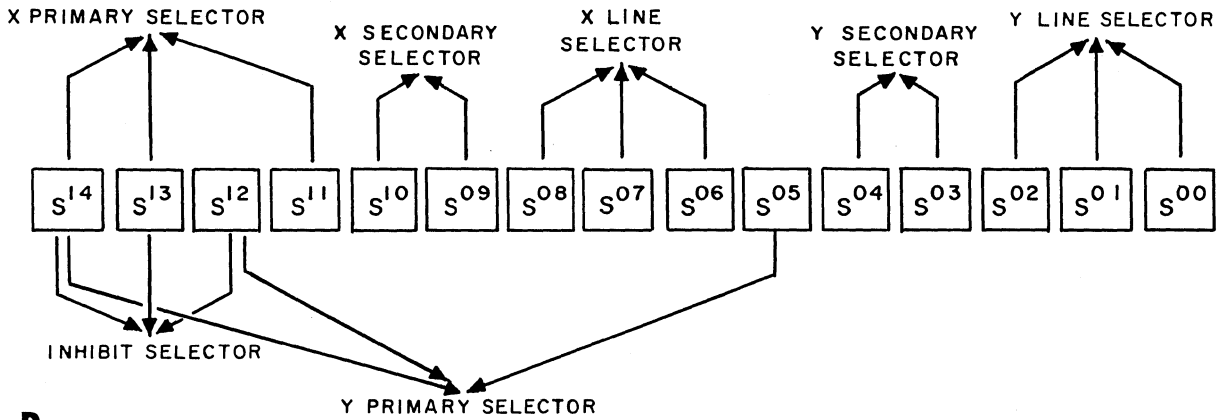 X PRIMARY SELECTOR
X SECONDARY
SELECTOR
X LINE
SELECTOR
Y SECONDARY
SELECTOR
Y LINE SELECTOR
S14 S13 S12 S11 S10 S09 S08 S07 S06 S05 S04 S03 S02 S01 S00
INHIBIT SELECTOR
Y PRIMARY SELECTOR